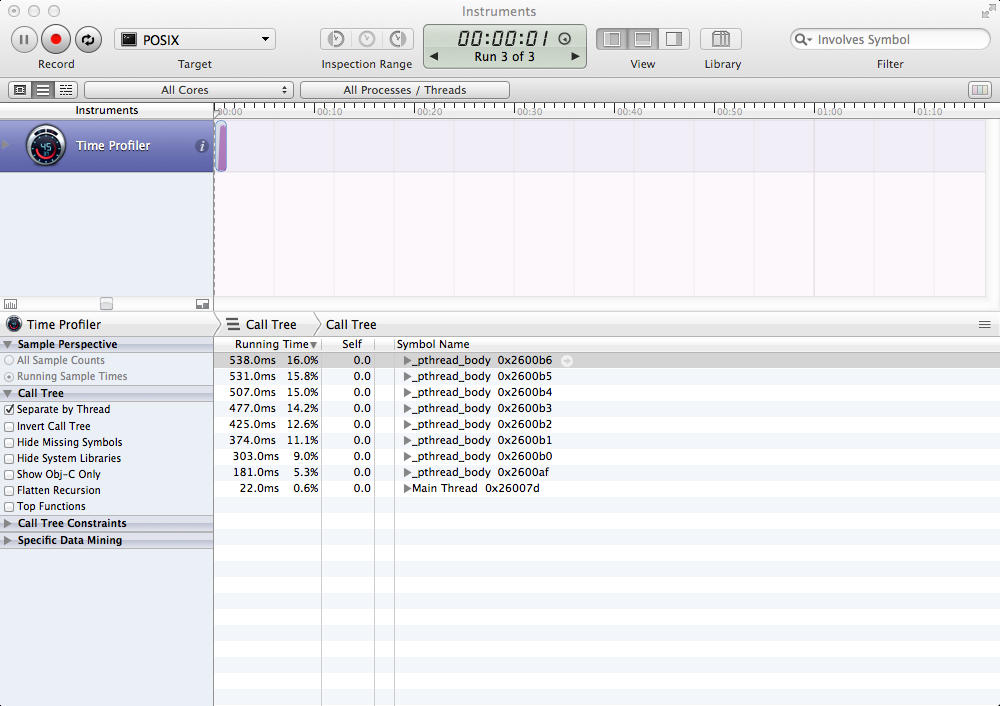 Instruments
POSIX
00:00:01
Run 3 of 3
Involves Symbol
Record
Target
Inspection Range
View
Library
Filter
All Cores
All Processes / Threads
Instruments
00:00 00:10 00:20 00:30 00:40 00:50 01:00 01:10
45
Time Profiler
i
Time Profiler
Call Tree
Call Tree
Sample Perspective
All Sample Counts
Running Sample Times
Call Tree
Separate by Thread
Invert Call Tree
Hide Missing Symbols
Hide System Libraries
Show Obj-C Only
Flatten Recursion
Top Functions
Call Tree Constraints
Specific Data Mining
Running Time Self Symbol Name
538.0ms 16.0% 0.0 _pthread_body 0x2600b6
531.0ms 15.8% 0.0 _pthread_body 0x2600b5
507.0ms 15.0% 0.0 _pthread_body 0x2600b4
477.0ms 14.2% 0.0 _pthread_body 0x2600b3
425.0ms 12.6% 0.0 _pthread_body 0x2600b2
374.0ms 11.1% 0.0 _pthread_body 0x2600b1
303.0ms 9.0% 0.0 _pthread_body 0x2600b0
181.0ms 5.3% 0.0 _pthread_body 0x2600af
22.0ms 0.6% 0.0 Main Thread 0x26007d